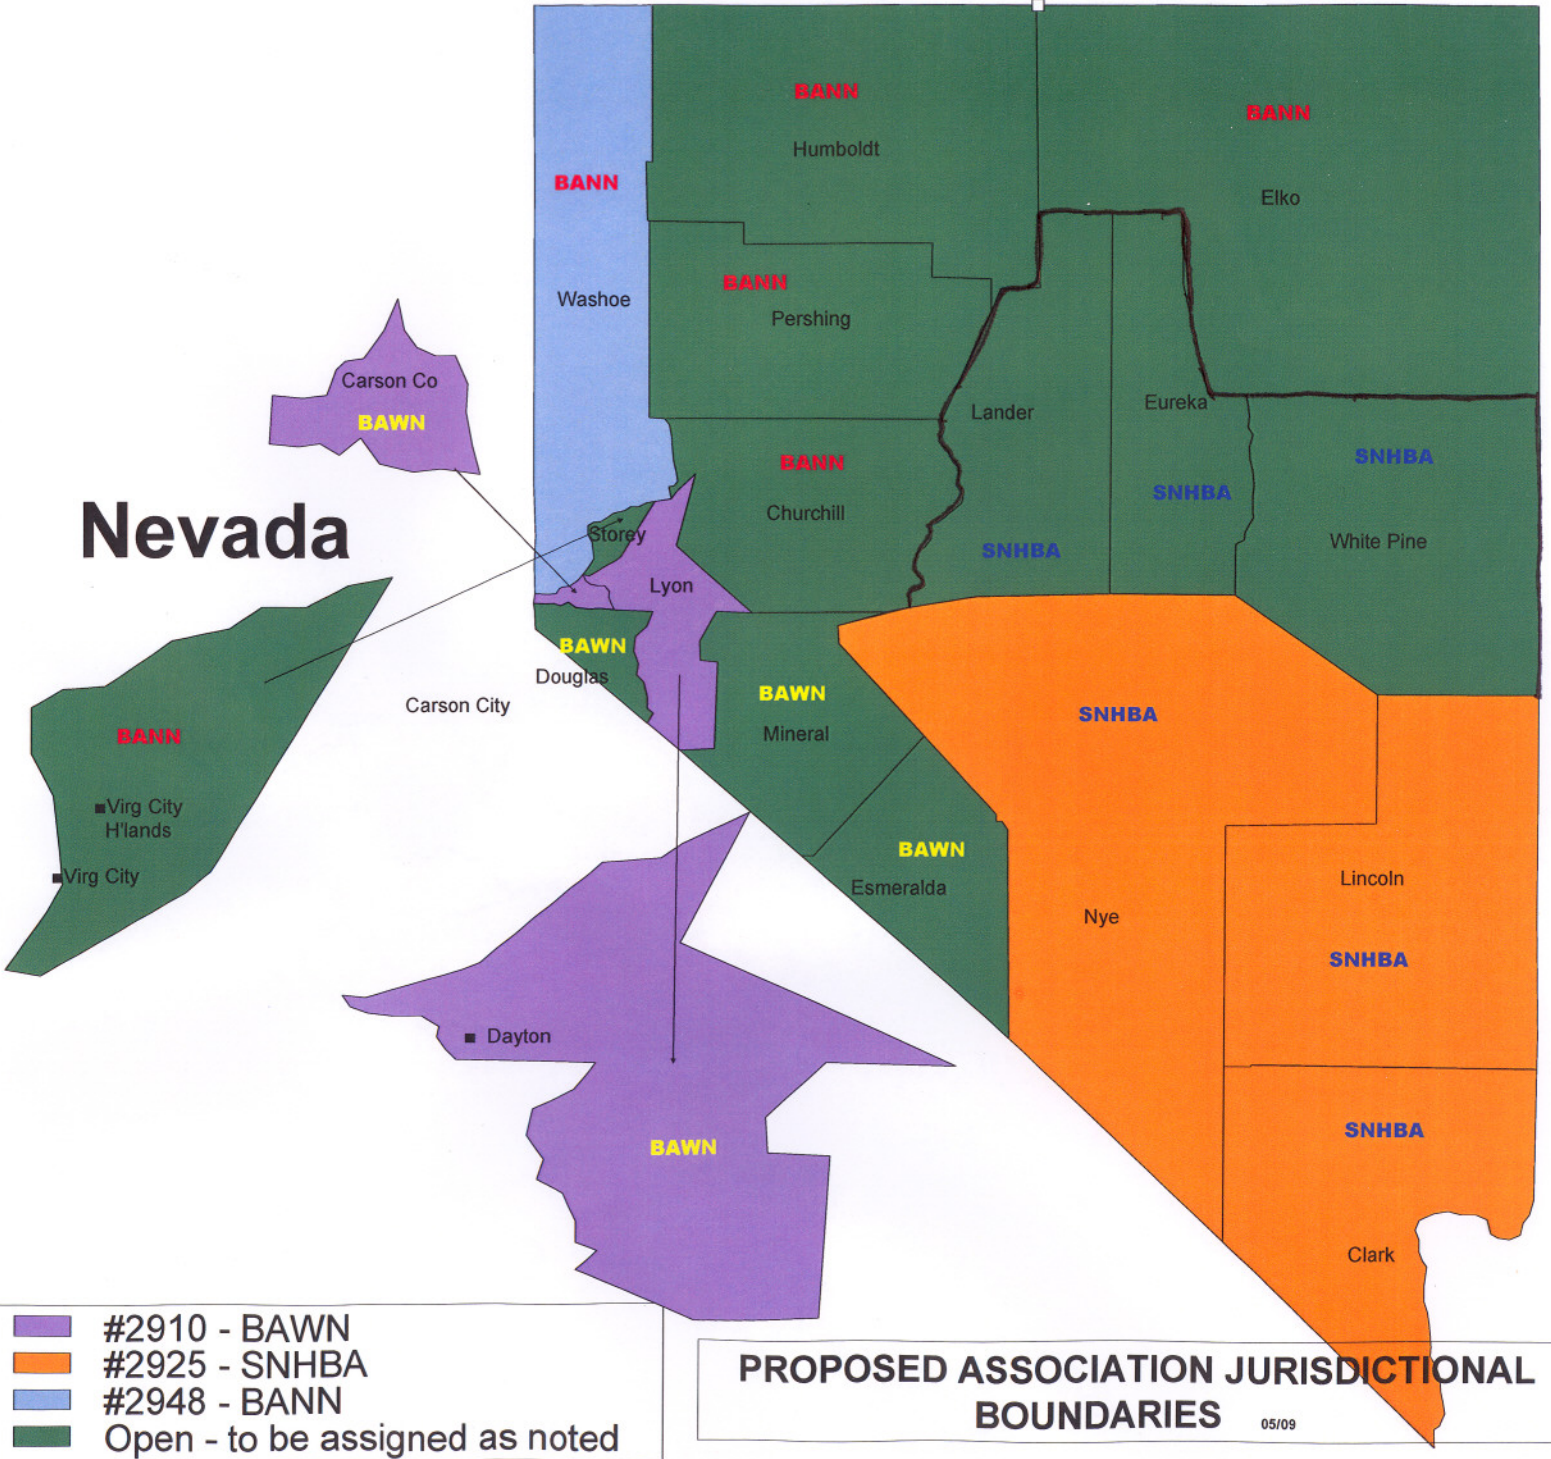 BANN
Humboldt
BANN
Elko
BANN
Washoe
BANN
Pershing
Carson Co
BAWN
Lander
Eureka
SNHBA
SNHBA
White Pine
BANN
Churchill
SNHBA
Nevada
Storey
Lyon
BAWN
Douglas
Carson City
BAWN
Mineral
SNHBA
BANN
Virg City
H'lands
Virg City
BAWN
Esmeralda
Nye
Lincoln
SNHBA
Dayton
BAWN
SNHBA
Clark
#2910 - BAWN
#2925 - SNHBA
#2948 - BANN
Open - to be assigned as noted
PROPOSED ASSOCIATION JURISDICTIONAL
BOUNDARIES 05/09